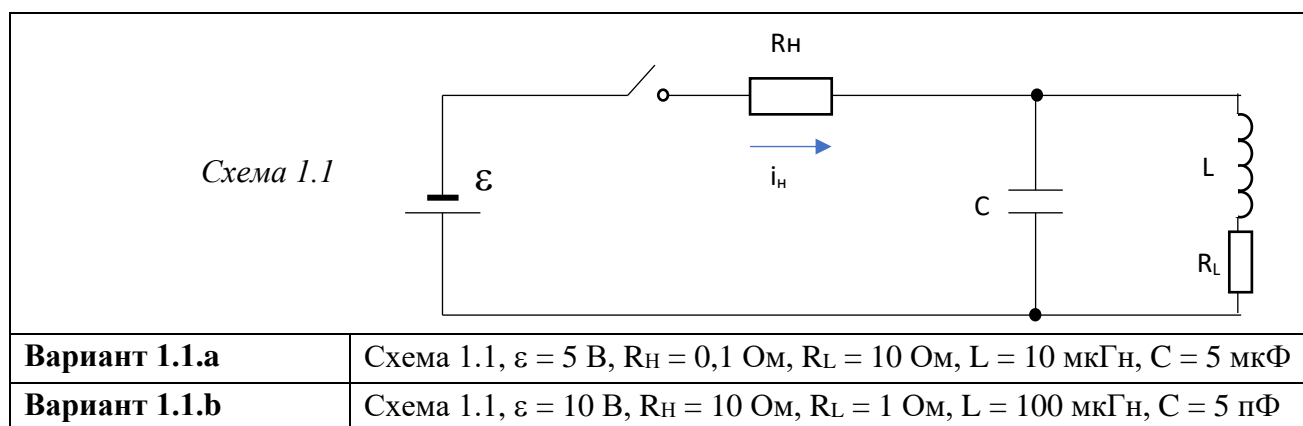 Rн
Схема 1.1
ε
iн
C
L
RL
Вариант 1.1.a
Схема 1.1, ε = 5 В, RН = 0,1 Ом, RL = 10 Ом, L = 10 мкГн, C = 5 мкФ
Вариант 1.1.b
Схема 1.1, ε = 10 В, RН = 10 Ом, RL = 1 Ом, L = 100 мкГн, C = 5 пФ